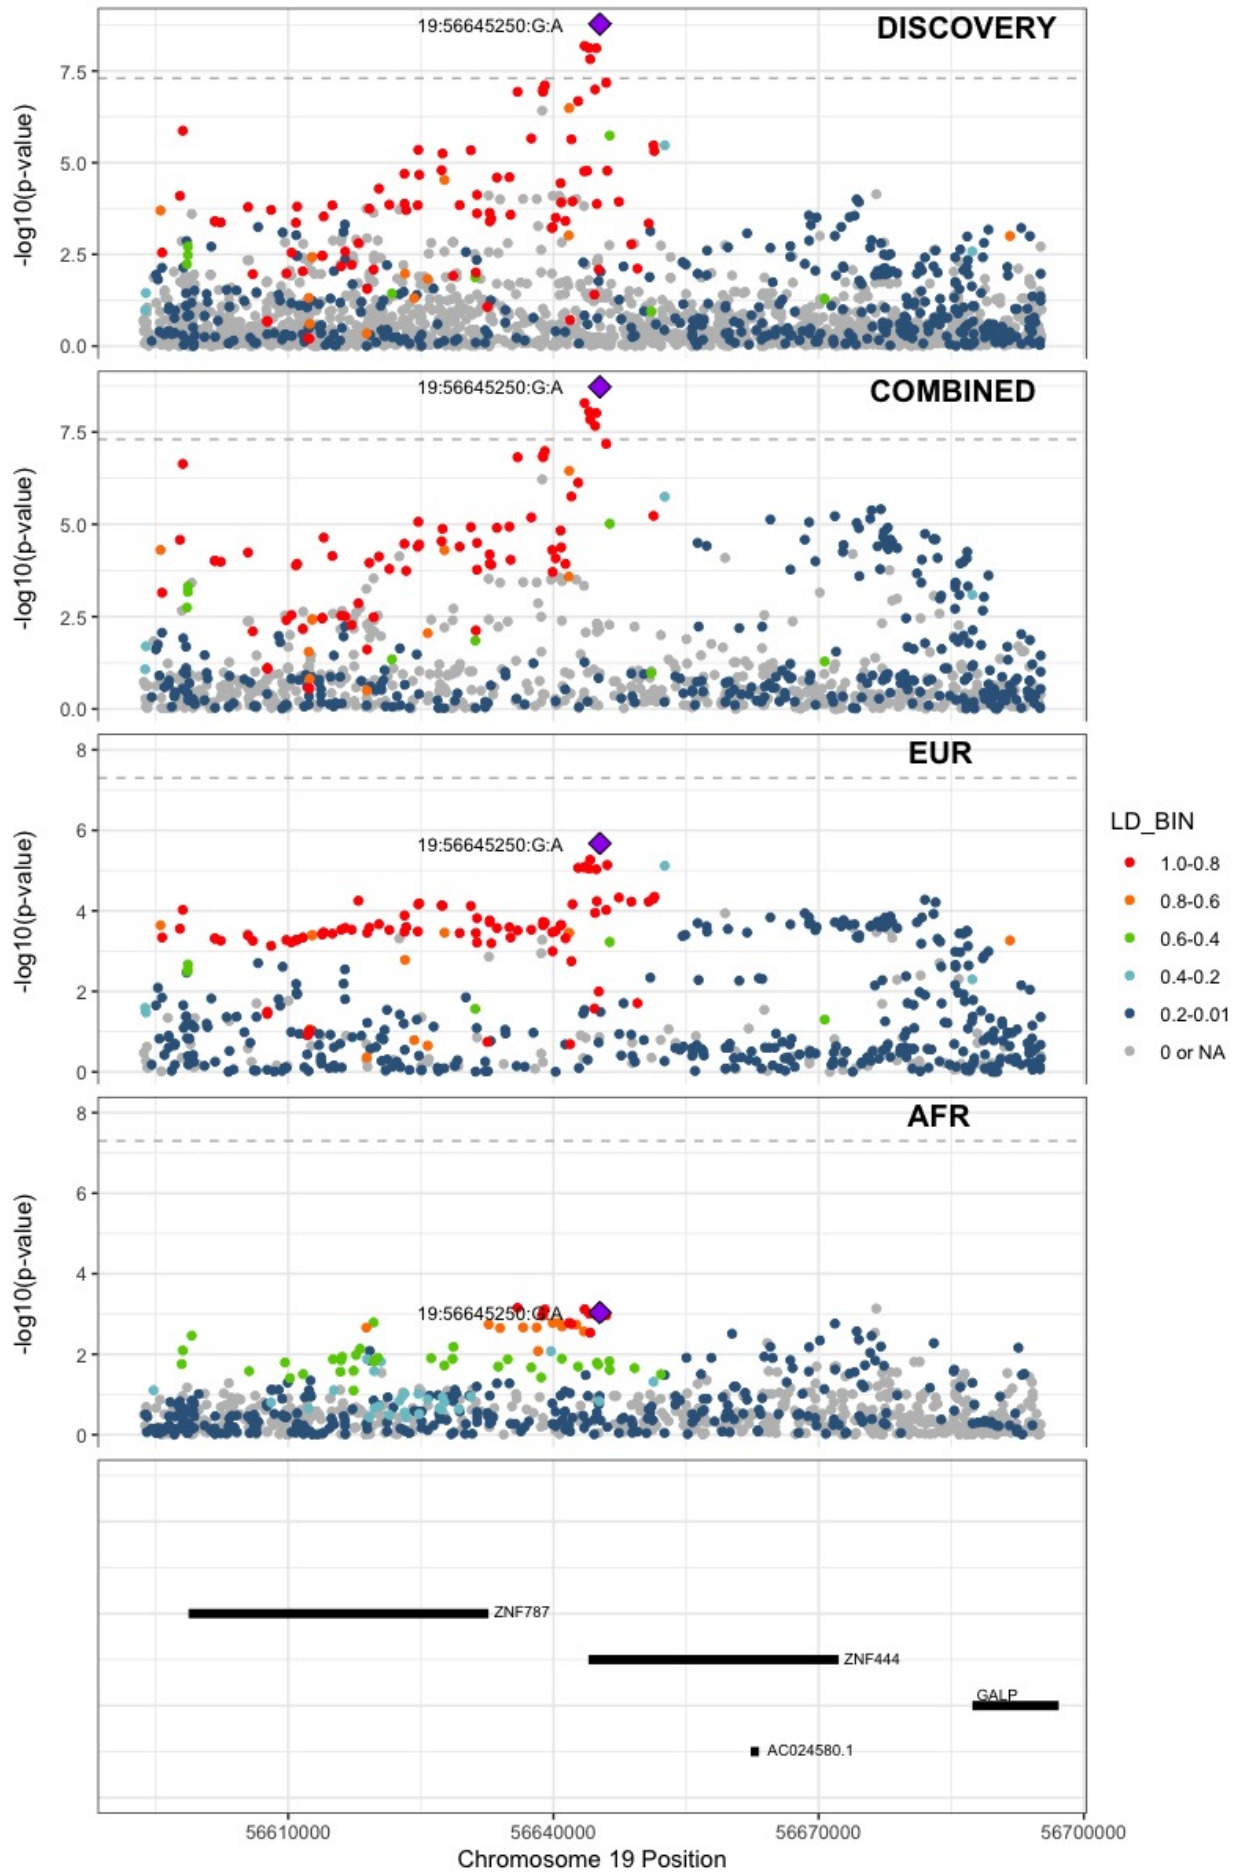 19:56645250:G:A
DISCOVERY
-log10(p-value)
7.5
5.0
2.5
0.0
19:56645250:G:A
COMBINED
-log10(p-value)
7.5
5.0
2.5
0.0
EUR
-log10(p-value)
8
6
4
2
0
19:56645250:G:A
LD_BIN
1.0-0.8
0.8-0.6
0.6-0.4
0.4-0.2
0.2-0.01
0 or NA
AFR
-log10(p-value)
8
6
4
2
0
19:56645250:G:A
ZNF787
ZNF444
GALP
AC024580.1
56610000
56640000
56670000
56700000
Chromosome 19 Position